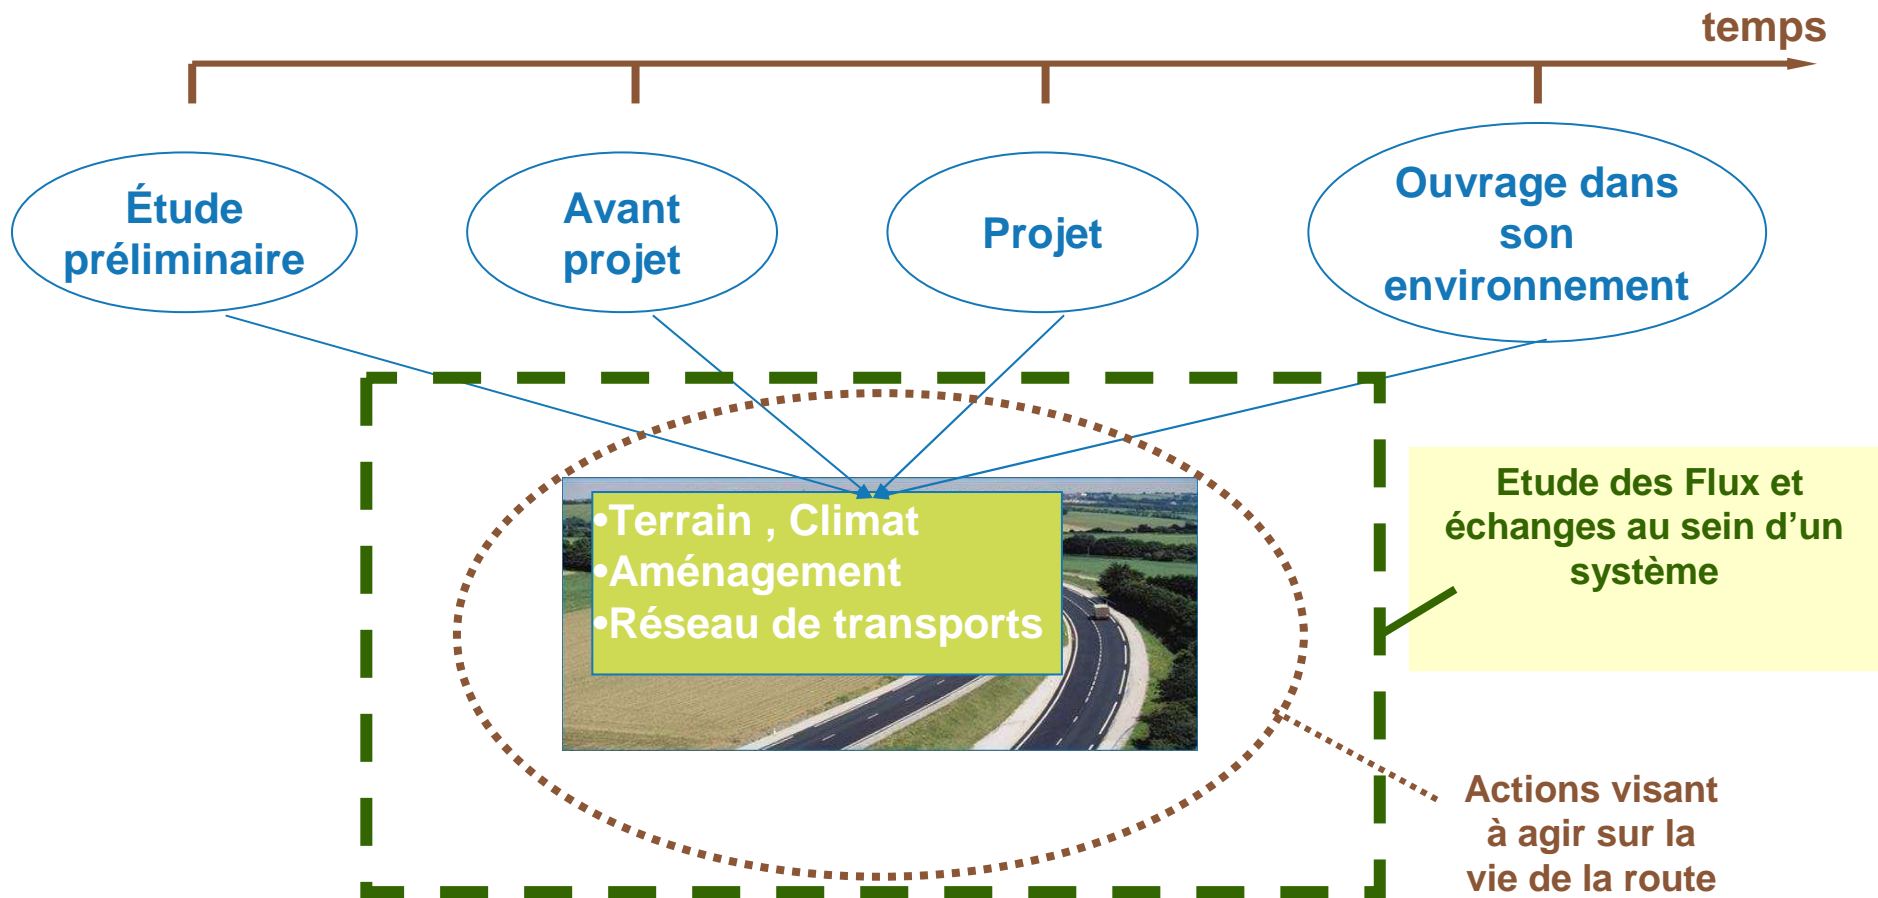 temps
Étude
préliminaire
Avant
projet
Projet
Ouvrage dans
son
environnement
•Terrain , Climat
•Aménagement
•Réseau de transports
Etude des Flux et
échanges au sein d’un
système
Actions visant
à agir sur la
vie de la route